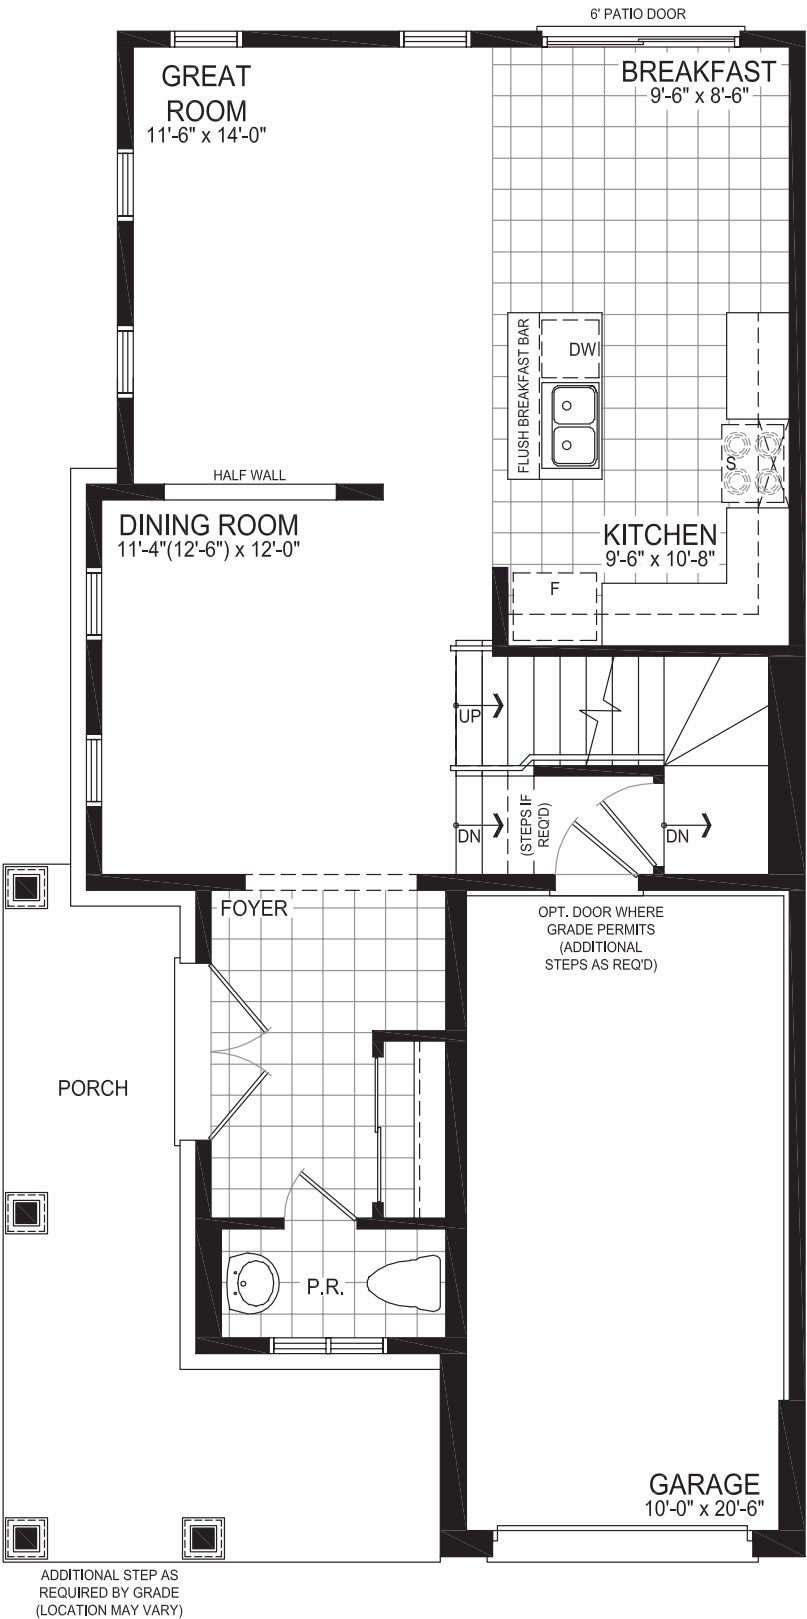 6' PATIO DOOR
GREAT
ROOM
11'-6" x 14'-0"
BREAKFAST
9'-6" x 8'-6"
FLUSH BREAKFAST BAR
DW
S
HALF WALL
DINING ROOM
11'-4"(12'-6") x 12'-0"
KITCHEN
9'-6" x 10'-8"
F
UP
DN
(STEPS IF
REQ'D)
DN
FOYER
OPT. DOOR WHERE
GRADE PERMITS
(ADDITIONAL
STEPS AS REQ'D)
PORCH
P.R.
GARAGE
10'-0" x 20'-6"
ADDITIONAL STEP AS
REQUIRED BY GRADE
(LOCATION MAY VARY)